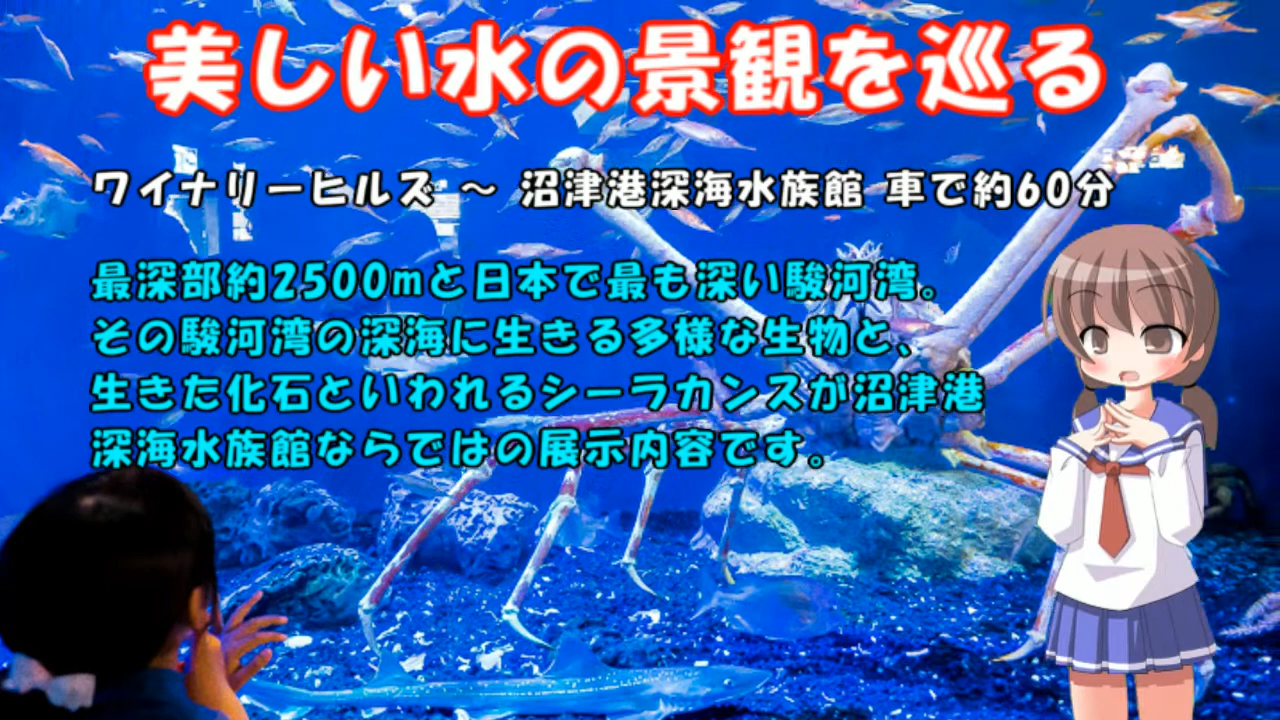 美しい水の景観を巡る
ワイナリーヒルズ ～ 沼津港深海水族館 車で約60分
最深部約2500mと日本で最も深い駿河湾。
その駿河湾の深海に生きる多様な生物と、
生きた化石といわれるシーラカンスが沼津港
深海水族館ならではの展示内容です。